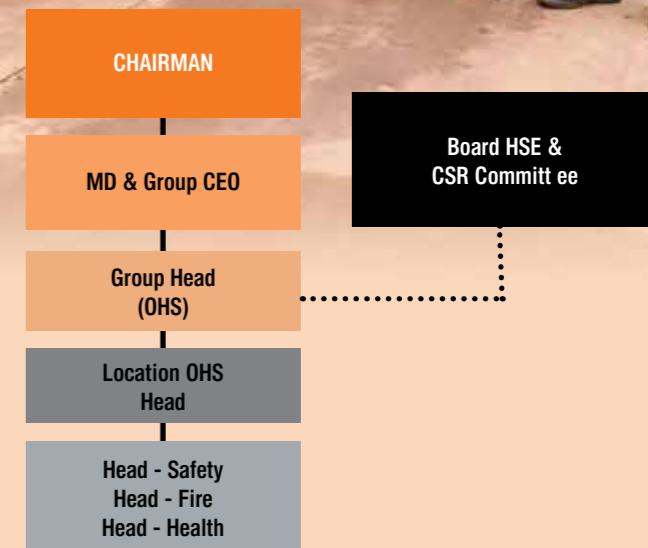 CHAIRMAN
MD & Group CEO
Board HSE &
CSR Committ ee
Group Head
(OHS)
Location OHS
Head
Head - Safety
Head - Fire
Head - Health